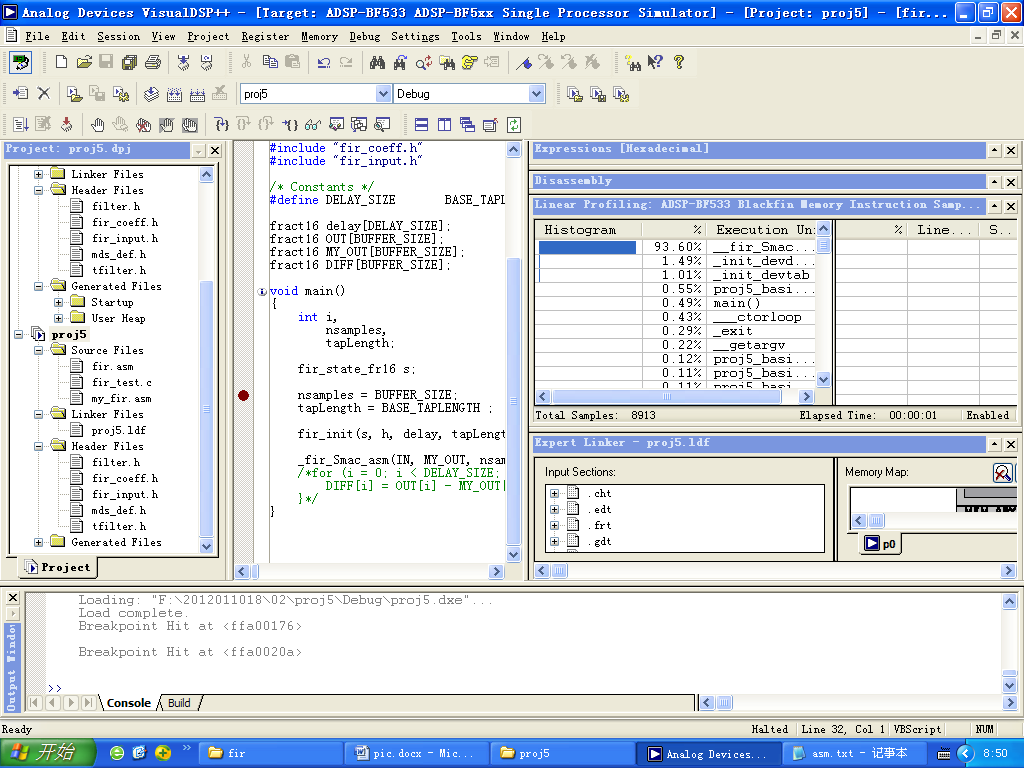 Analog Devices VisualDSP++ - [Target: ADSP-BF533 ADSP-BF5xx Single Processor Simulator] - [Project: proj5] - [fir...
File Edit Session View Project Register Memory Debug Settings Tools Window Help
proj5 Debug
Project: proj5.dpj
Linker Files
Header Files
filter.h
fir_coeff.h
fir_input.h
mds_def.h
tfilter.h
Generated Files
Startup
User Heap
proj5
Source Files
fir.asm
fir_test.c
my_fir.asm
Linker Files
proj5.ldf
Header Files
filter.h
fir_coeff.h
fir_input.h
mds_def.h
tfilter.h
Generated Files
Project
#include "fir_coeff.h"
#include "fir_input.h"
/* Constants */
#define DELAY_SIZE BASE_TAPL
fract16 delay[DELAY_SIZE];
fract16 OUT[BUFFER_SIZE];
fract16 MY_OUT[BUFFER_SIZE];
fract16 DIFF[BUFFER_SIZE];
void main()
{
int i,
nsamples,
tapLength;
fir_state_fr16 s;
nsamples = BUFFER_SIZE;
tapLength = BASE_TAPLENGTH ;
fir_init(s, h, delay, tapLengt
_fir_Smac_asm(IN, MY_OUT, nsam
/*for (i = 0; i < DELAY_SIZE;
DIFF[i] = OUT[i] - MY_OUT[
}*/
}
Expressions [Hexadecimal]
Disassembly
Linear Profiling: ADSP-BF533 Blackfin Memory Instruction Samp...
Histogram % Execution Un: % Line... S..
93.60% __fir_Smac...
1.49% _init_devd...
1.01% _init_devtab
0.55% proj5_basi...
0.49% main()
0.43% ___ctorloop
0.29% _exit
0.22% __getargv
0.12% proj5_basi...
0.11% proj5_basi...
0.11% proj5_basi...
Total Samples: 8913 Elapsed Time: 00:00:01 Enabled
Expert Linker - proj5.ldf
Input Sections: Memory Map:
.cht
.edt
.frt
.gdt
p0
Loading: "F:\2012011018\02\proj5\Debug\proj5.dxe"...
Load complete.
Breakpoint Hit at <ffa00176>
Breakpoint Hit at <ffa0020a>
>>
Output Window
Console Build
Ready Halted Line 32, Col 1 VBScript NUM
开始 fir pic.docx - Mic... proj5 Analog Devices... asm.txt - 记事本 8:50